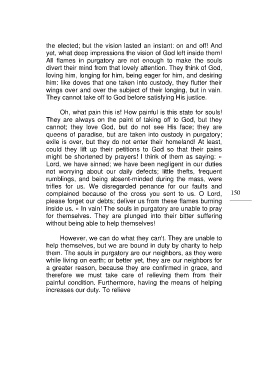 the elected; but the vision lasted an instant: on and off! And
yet, what deep impressions the vision of God left inside them!
All flames in purgatory are not enough to make the souls
divert their mind from that lovely attention. They think of God,
loving him, longing for him, being eager for him, and desiring
him: like doves that one taken into custody, they flutter their
wings over and over the subject of their longing, but in vain.
They cannot take off to God before satisfying His justice.
Oh, what pain this is! How painful is this state for souls!
They are always on the paint of taking off to God, but they
cannot; they love God, but do not see His face; they are
queens of paradise, but are taken into custody in purgatory;
exile is over, but they do not enter their homeland! At least,
could they lift up their petitions to God so that their pains
might be shortened by prayers! I think of them as saying: «
Lord, we have sinned; we have been negligent in our duties
not worrying about our daily defects; little thefts, frequent
rumblings, and being absent-minded during the mass, were
trifles for us. We disregarded penance for our faults and
complained because of the cross you sent to us. O Lord,
please forget our debts; deliver us from these flames burning
inside us. » In vain! The souls in purgatory are unable to pray
for themselves. They are plunged into their bitter suffering
without being able to help themselves!
However, we can do what they can't. They are unable to
help themselves, but we are bound in duty by charity to help
them. The souls in purgatory are our neighbors, as they were
while living on earth; or better yet, they are our neighbors for
a greater reason, because they are confirmed in grace, and
therefore we must take care of relieving them from their
painful condition. Furthermore, having the means of helping
increases our duty. To relieve
150